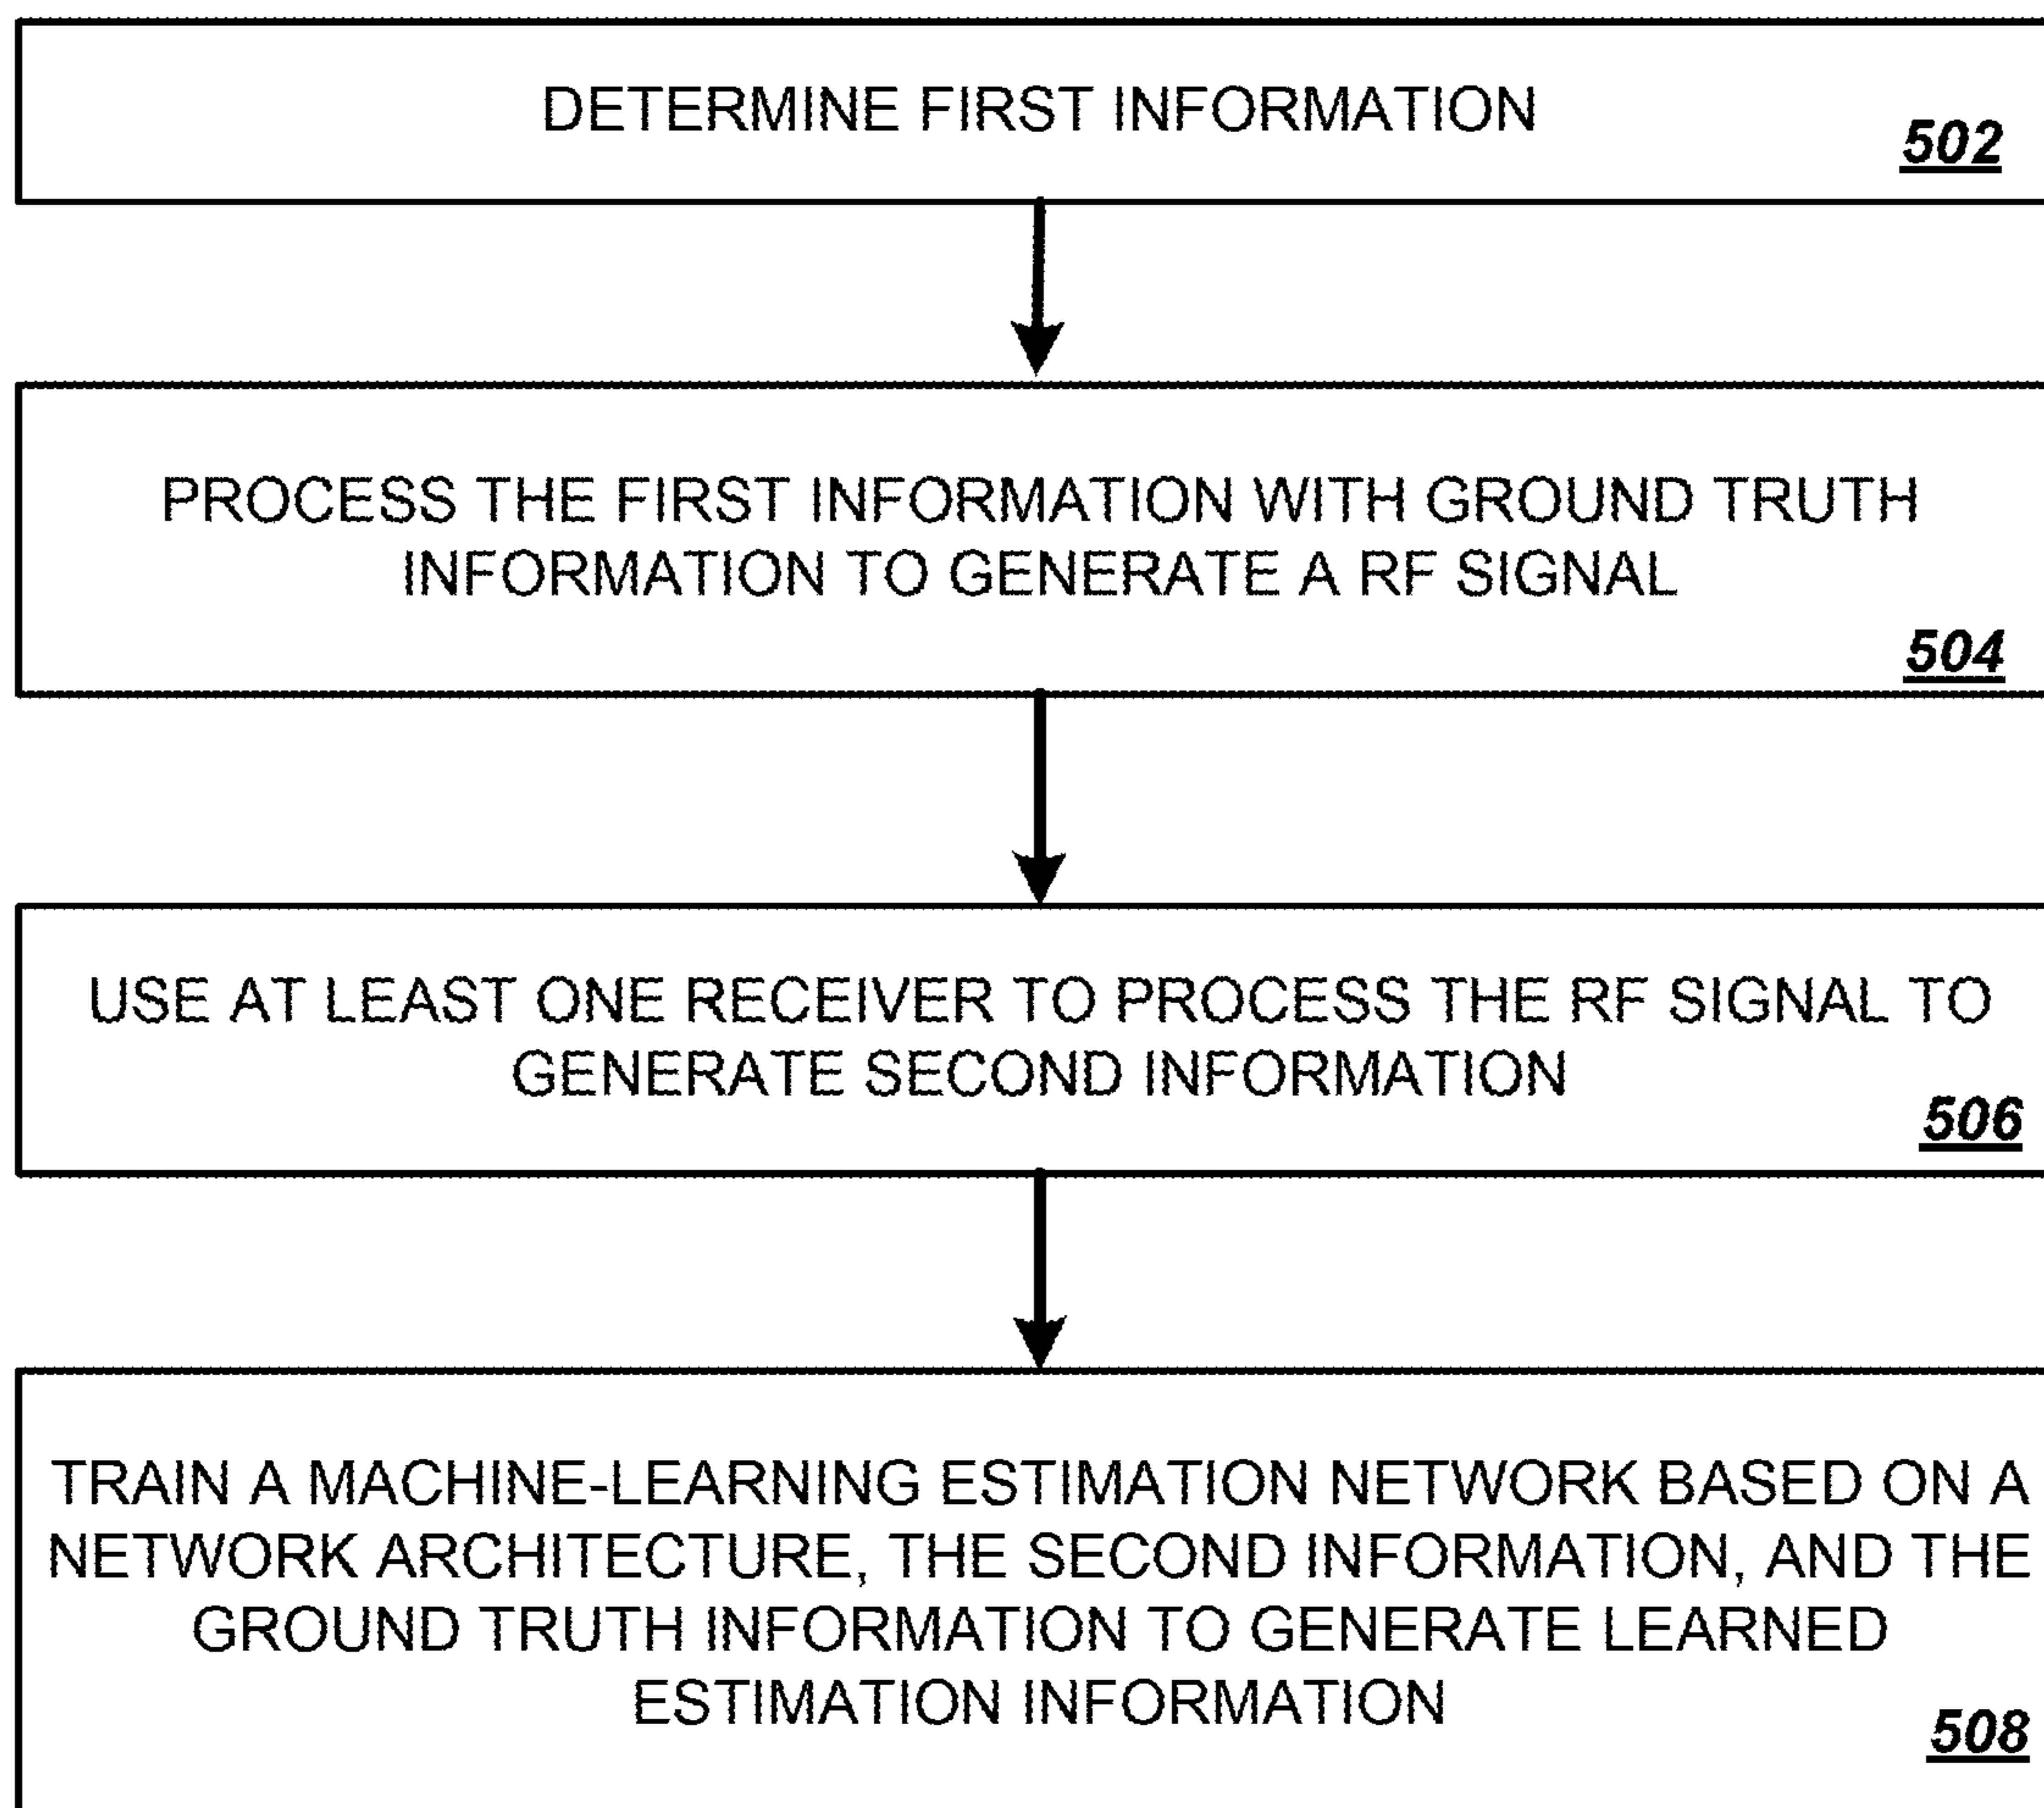 DETERMINE FIRST INFORMATION
502
PROCESS THE FIRST INFORMATION WITH GROUND TRUTH
INFORMATION TO GENERATE A RF SIGNAL
504
USE AT LEAST ONE RECEIVER TO PROCESS THE RF SIGNAL TO
GENERATE SECOND INFORMATION
506
TRAIN A MACHINE-LEARNING ESTIMATION NETWORK BASED ON A
NETWORK ARCHITECTURE, THE SECOND INFORMATION, AND THE
GROUND TRUTH INFORMATION TO GENERATE LEARNED
ESTIMATION INFORMATION
508